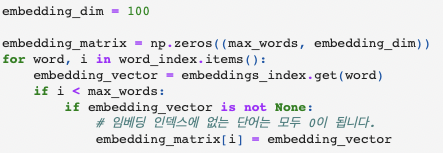 embedding_dim = 100

embedding_matrix = np.zeros((max_words, embedding_dim))
for word, i in word_index.items():
    embedding_vector = embeddings_index.get(word)
    if i < max_words:
        if embedding_vector is not None:
            # 임베딩 인덱스에 없는 단어는 모두 0이 됩니다.
            embedding_matrix[i] = embedding_vector